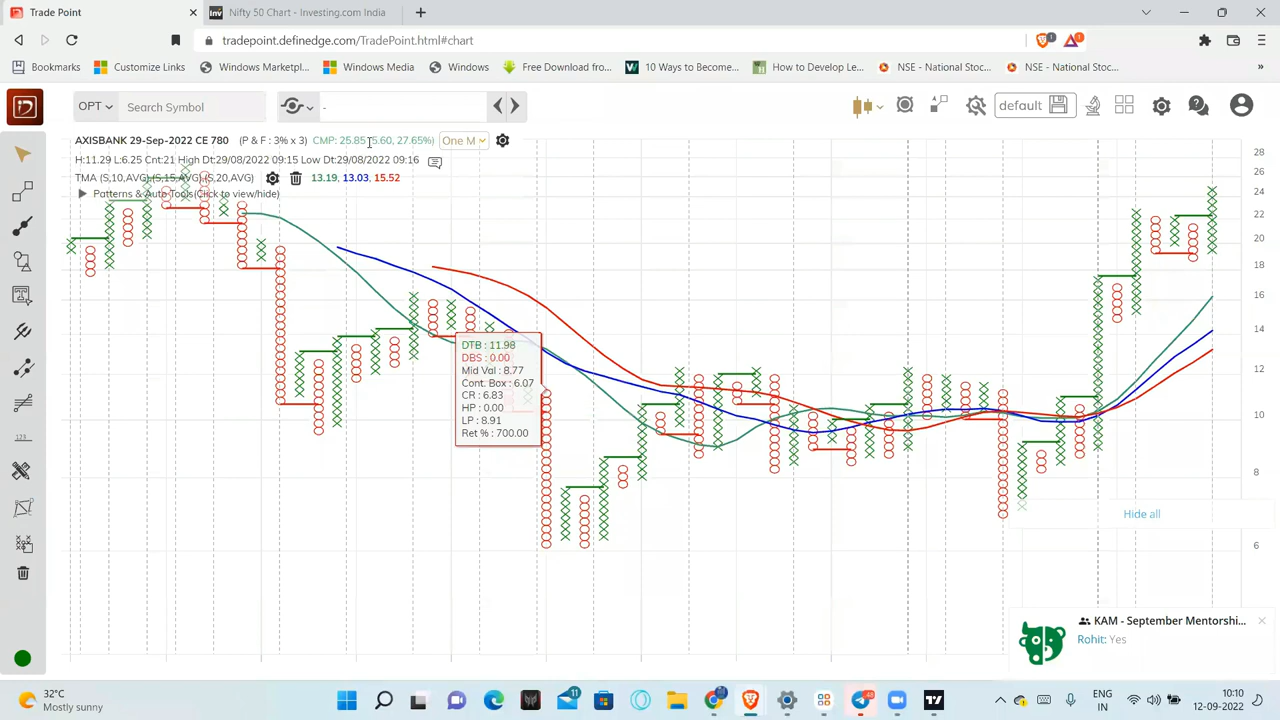 Trade Point
Nifty 50 Chart - Investing.com India
tradepoint.definedge.com/TradePoint.html#chart
Bookmarks
Customize Links
Windows Marketpl...
Windows Media
Windows
Free Download fro...
10 Ways to Become...
How to Develop Le...
NSE - National Stoc...
NSE - National Stoc...
OPT
Search Symbol
-
default
AXISBANK 29-Sep-2022 CE 780 (P & F : 3% x 3) CMP: 25.85 5.60, 27.65%) One M
H:11.29 L:6.25 Cnt:21 High Dt:29/08/2022 09:15 Low Dt:29/08/2022 09:16
TMA (S,10,AVG),(S,15,AVG),(S,20,AVG) 13.19, 13.03, 15.52
Patterns & Auto Tools(Click to view/hide)
28
26
24
22
20
18
16
14
12
10
8
6
DTB : 11.98
DBS : 0.00
Mid Val : 8.77
Cont. Box : 6.07
CR : 6.83
HP : 0.00
LP : 8.91
Ret % : 700.00
123
Hide all
KAM - September Mentorshi...
Rohit: Yes
32°C
Mostly sunny
11
48
ENG
IN
12-09-2022